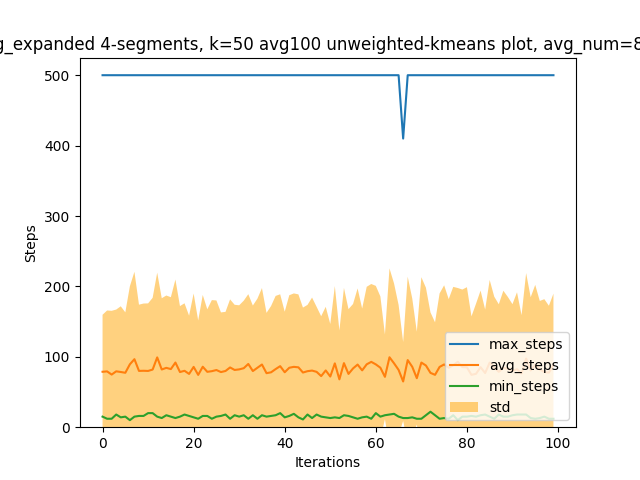 g_expanded 4-segments, k=50 avg100 unweighted-kmeans plot, avg_num=8
500
400
300
200
100
0
Steps
max_steps
avg_steps
min_steps
std
0 20 40 60 80 100
Iterations